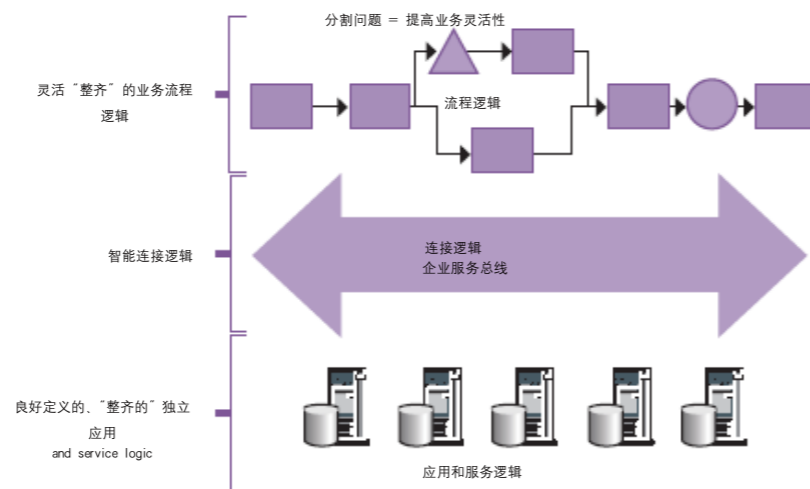 分割问题 = 提高业务灵活性
灵活“整齐”的业务流程
逻辑
流程逻辑
智能连接逻辑
连接逻辑
企业服务总线
良好定义的、“整齐的”独立
应用
and service logic
应用和服务逻辑